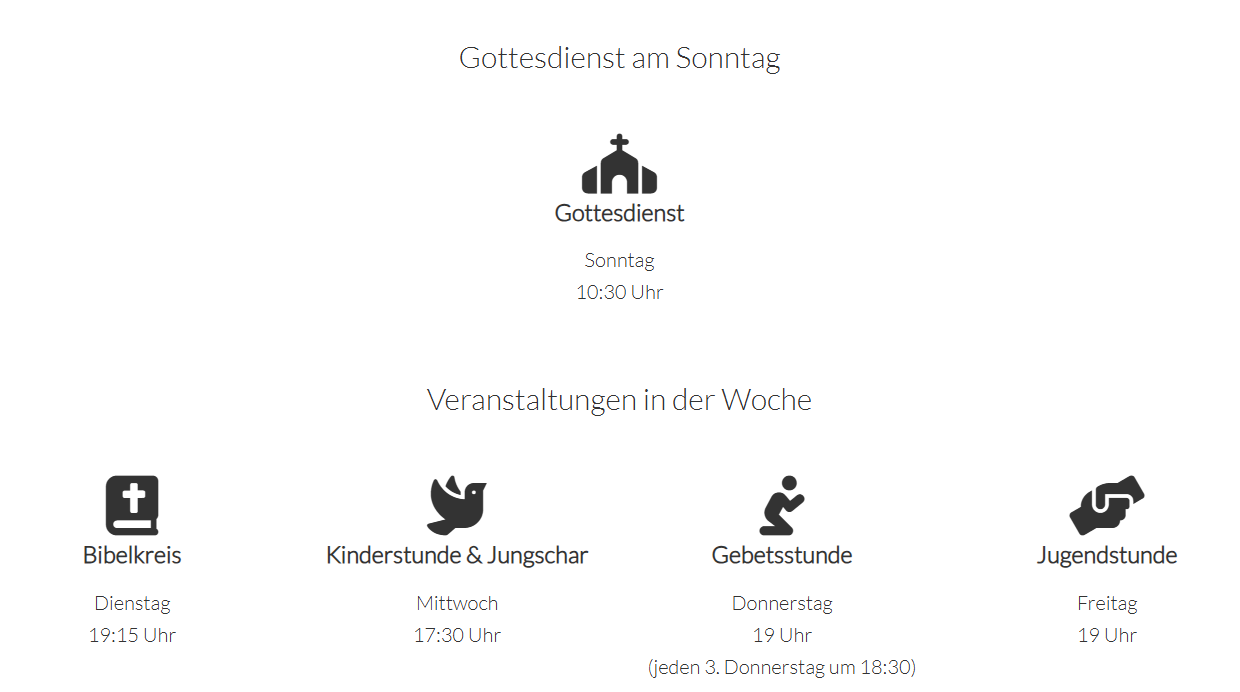 Gottesdienst am Sonntag
Gottesdienst
Sonntag
10:30 Uhr
Veranstaltungen in der Woche
Bibelkreis
Dienstag
19:15 Uhr
Kinderstunde & Jungschar
Mittwoch
17:30 Uhr
Gebetsstunde
Donnerstag
19 Uhr
(jeden 3. Donnerstag um 18:30)
Jugendstunde
Freitag
19 Uhr